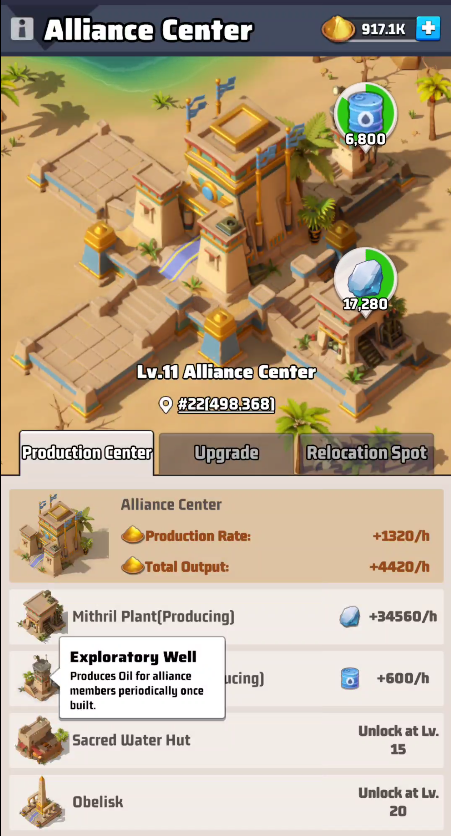 Alliance Center
917.1K
6,800
17,280
Lv.11 Alliance Center
#22(498,368)
Production Center
Upgrade
Relocation Spot
Alliance Center
Production Rate: +1320/h
Total Output: +4420/h
Mithril Plant(Producing) +34560/h
Exploratory Well
Produces Oil for alliance
members periodically once
built.
ucing) +600/h
Sacred Water Hut
Unlock at Lv.
15
Obelisk
Unlock at Lv.
20